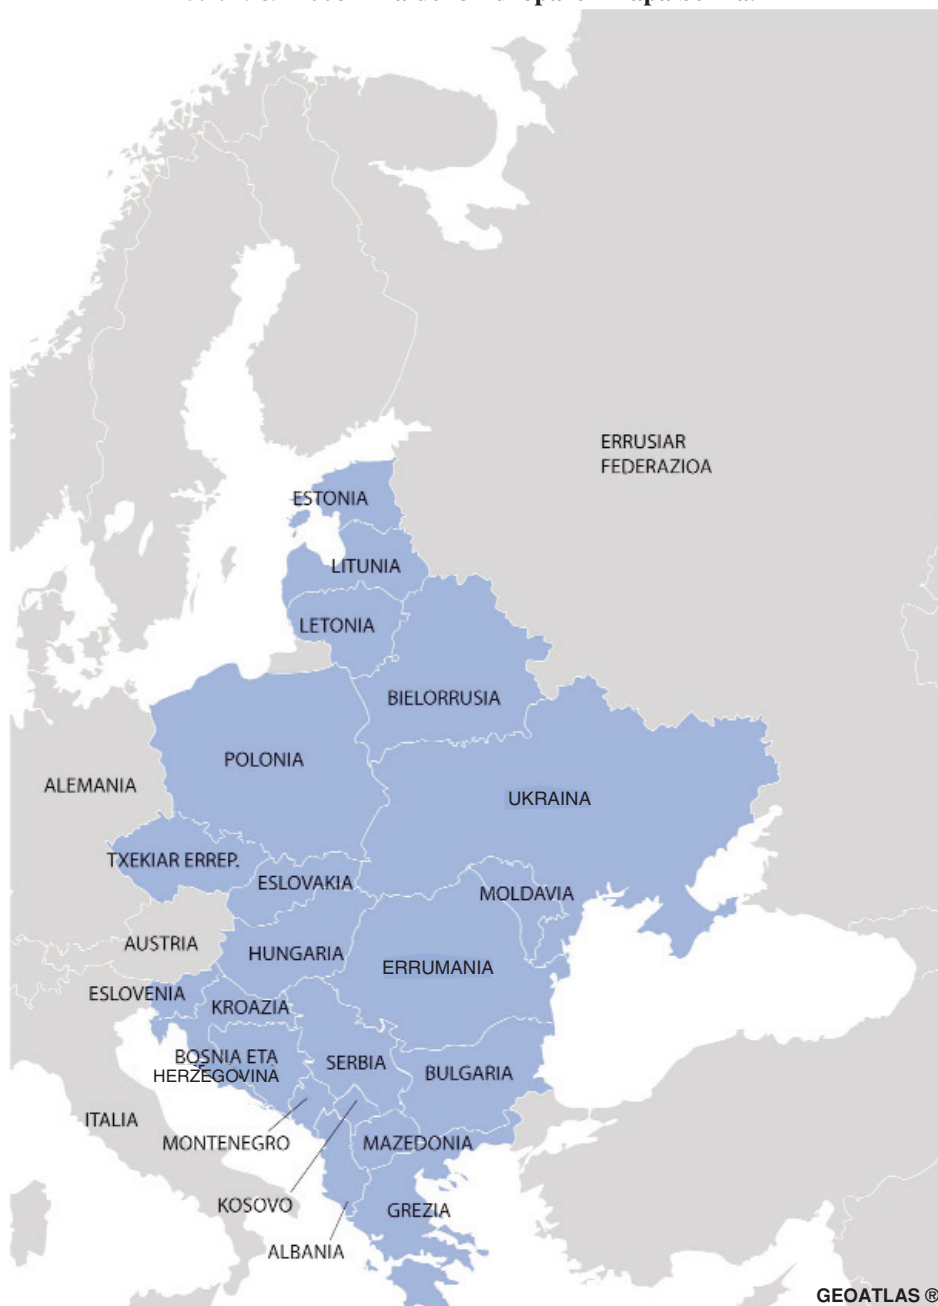 ERRUSIAR
FEDERAZIOA
ESTONIA
LITUNIA
LETONIA
BIELORRUSIA
POLONIA
ALEMANIA
UKRAINA
TXEKIAR ERREP.
ESLOVAKIA
MOLDAVIA
AUSTRIA
HUNGARIA
ERRUMANIA
ESLOVENIA
KROAZIA
BOSNIA ETA
HERZEGOVINA
SERBIA
BULGARIA
ITALIA
MONTENEGRO
MAZEDONIA
KOSOVO
GREZIA
ALBANIA
GEOATLAS ®